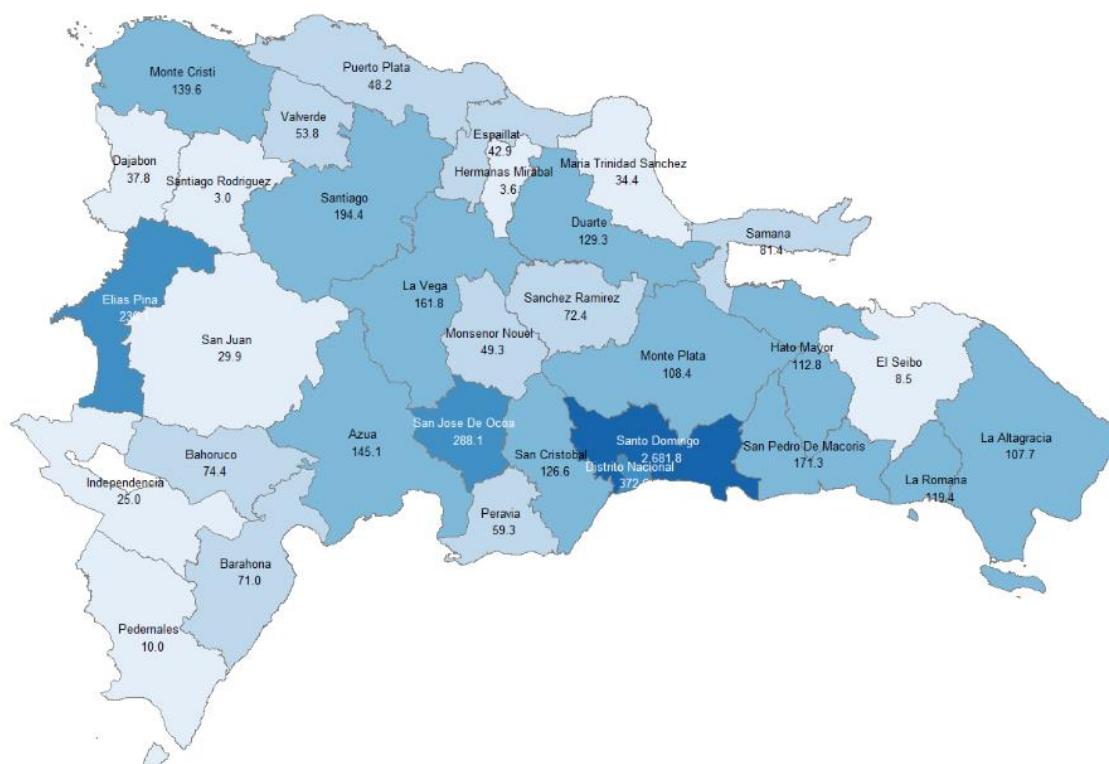 Monte Cristi
139.6
Puerto Plata
48.2
Valverde
53.8
Espaillat
42.9
Dajabon
37.8
Santiago Rodriguez
3.0
Hermanas Mirabal
3.6
Maria Trinidad Sanchez
34.4
Santiago
194.4
Duarte
129.3
Samana
81.4
Elias Pina
La Vega
161.8
Sanchez Ramirez
72.4
San Juan
29.9
Monsenor Nouel
49.3
Monte Plata
108.4
Hato Mayor
112.8
El Seibo
8.5
San Jose De Ocoa
288.1
Azua
145.1
Santo Domingo
2,681.8
San Pedro De Macoris
171.3
La Altagracia
107.7
San Cristobal
126.6
Distrito Nacional
Bahoruco
74.4
Independencia
25.0
La Romana
119.4
Peravia
59.3
Barahona
71.0
Pedernales
10.0